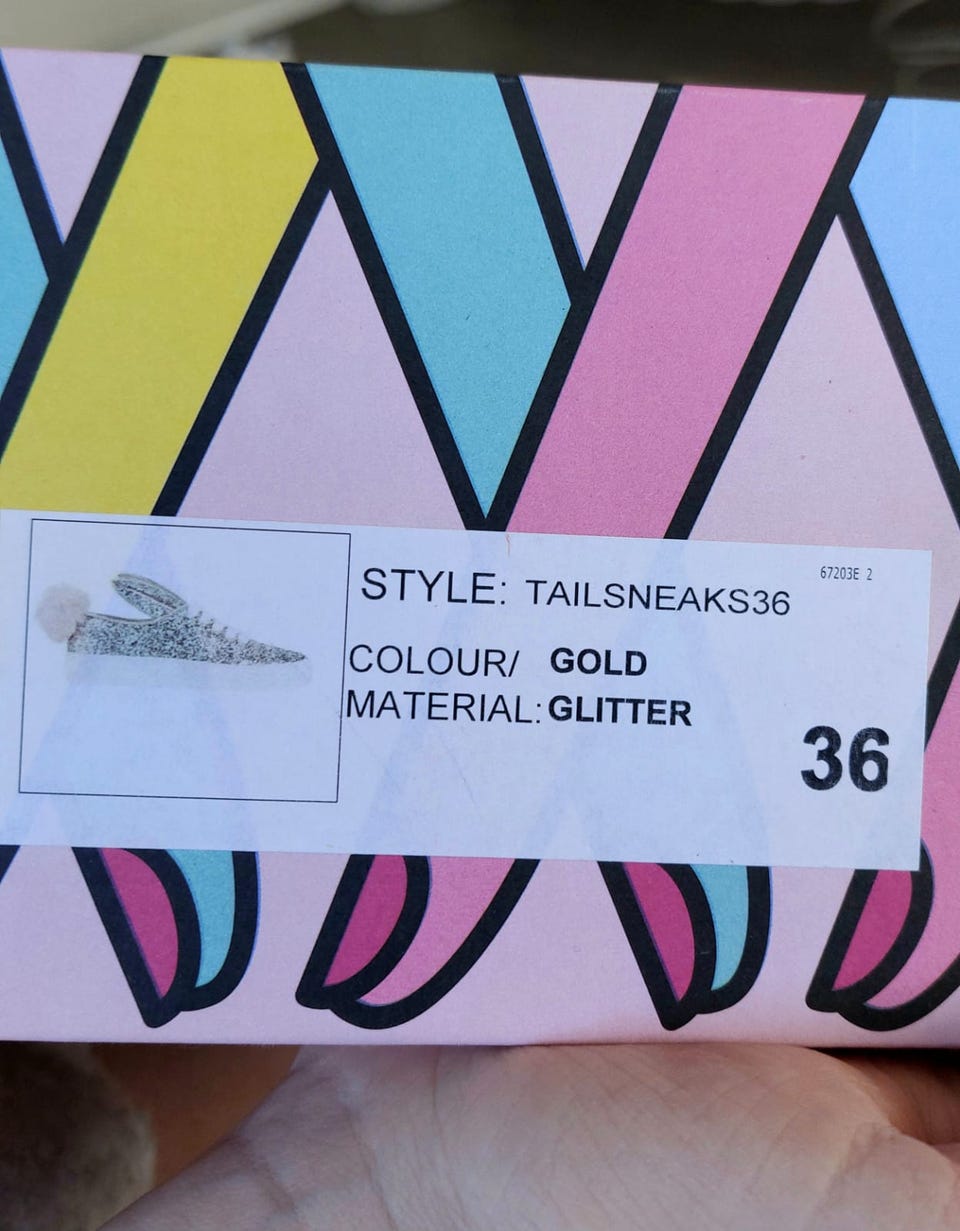 67203E 2
STYLE: TAILSNEAKS36
COLOUR/ GOLD
MATERIAL: GLITTER
36